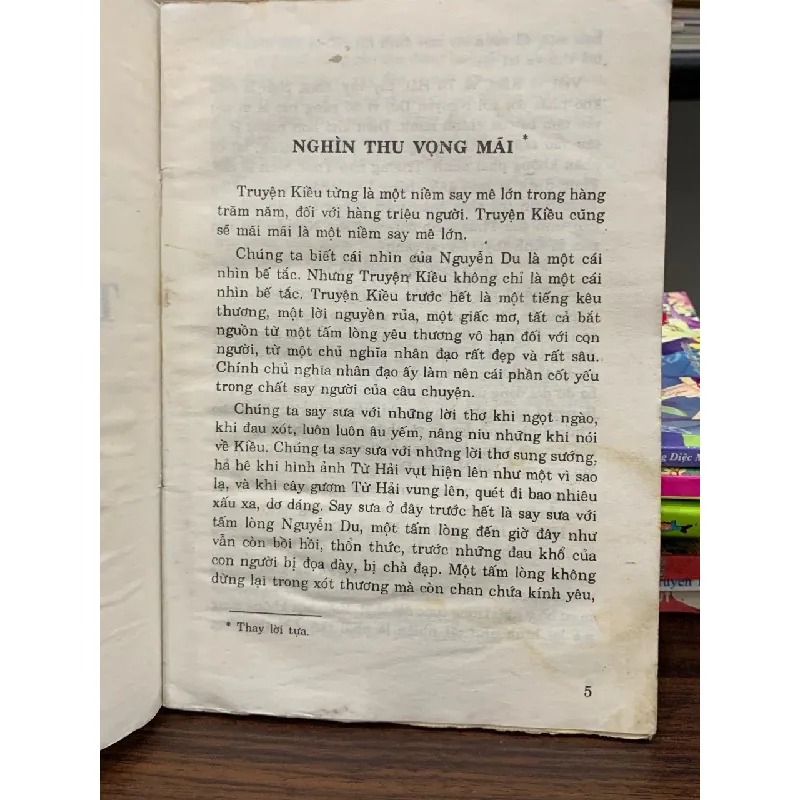 NGHÌN THU VỌNG MÃI *
Truyện Kiều từng là một niềm say mê lớn trong hàng
trăm năm, đối với hàng triệu người. Truyện Kiều cũng
sẽ mãi mãi là một niềm say mê lớn.
Chúng ta biết cái nhìn của Nguyễn Du là một cái
nhìn bế tắc. Nhưng Truyện Kiều không chỉ là một cái
nhìn bế tắc. Truyện Kiều trước hết là một tiếng kêu
thương, một lời nguyền rủa, một giấc mơ, tất cả bắt
nguồn từ một tấm lòng yêu thương vô hạn đối với con
người, từ một chủ nghĩa nhân đạo rất đẹp và rất sâu.
Chính chủ nghĩa nhân đạo ấy làm nên cái phần cốt yếu
trong chất say người của câu chuyện.
Chúng ta say sưa với những lời thơ khi ngọt ngào,
khi đau xót, luôn luôn âu yếm, nâng niu những khi nói
về Kiều. Chúng ta say sưa với những lời thơ sung sướng,
hả hê khi hình ảnh Từ Hải vụt hiện lên như một vì sao
lạ, và khi cây gươm Từ Hải vung lên, quét đi bao nhiêu
xấu xa, dơ dáng. Say sưa ở đây trước hết là say sưa với
tấm lòng Nguyễn Du, một tấm lòng đến giờ đây như
vẫn còn bồi hồi, thổn thức, trước những đau khổ của
con người bị đọa đày, bị chà đạp. Một tấm lòng không
dừng lại trong xót thương mà còn chan chứa kính yêu,
* Thay lời tựa.
5